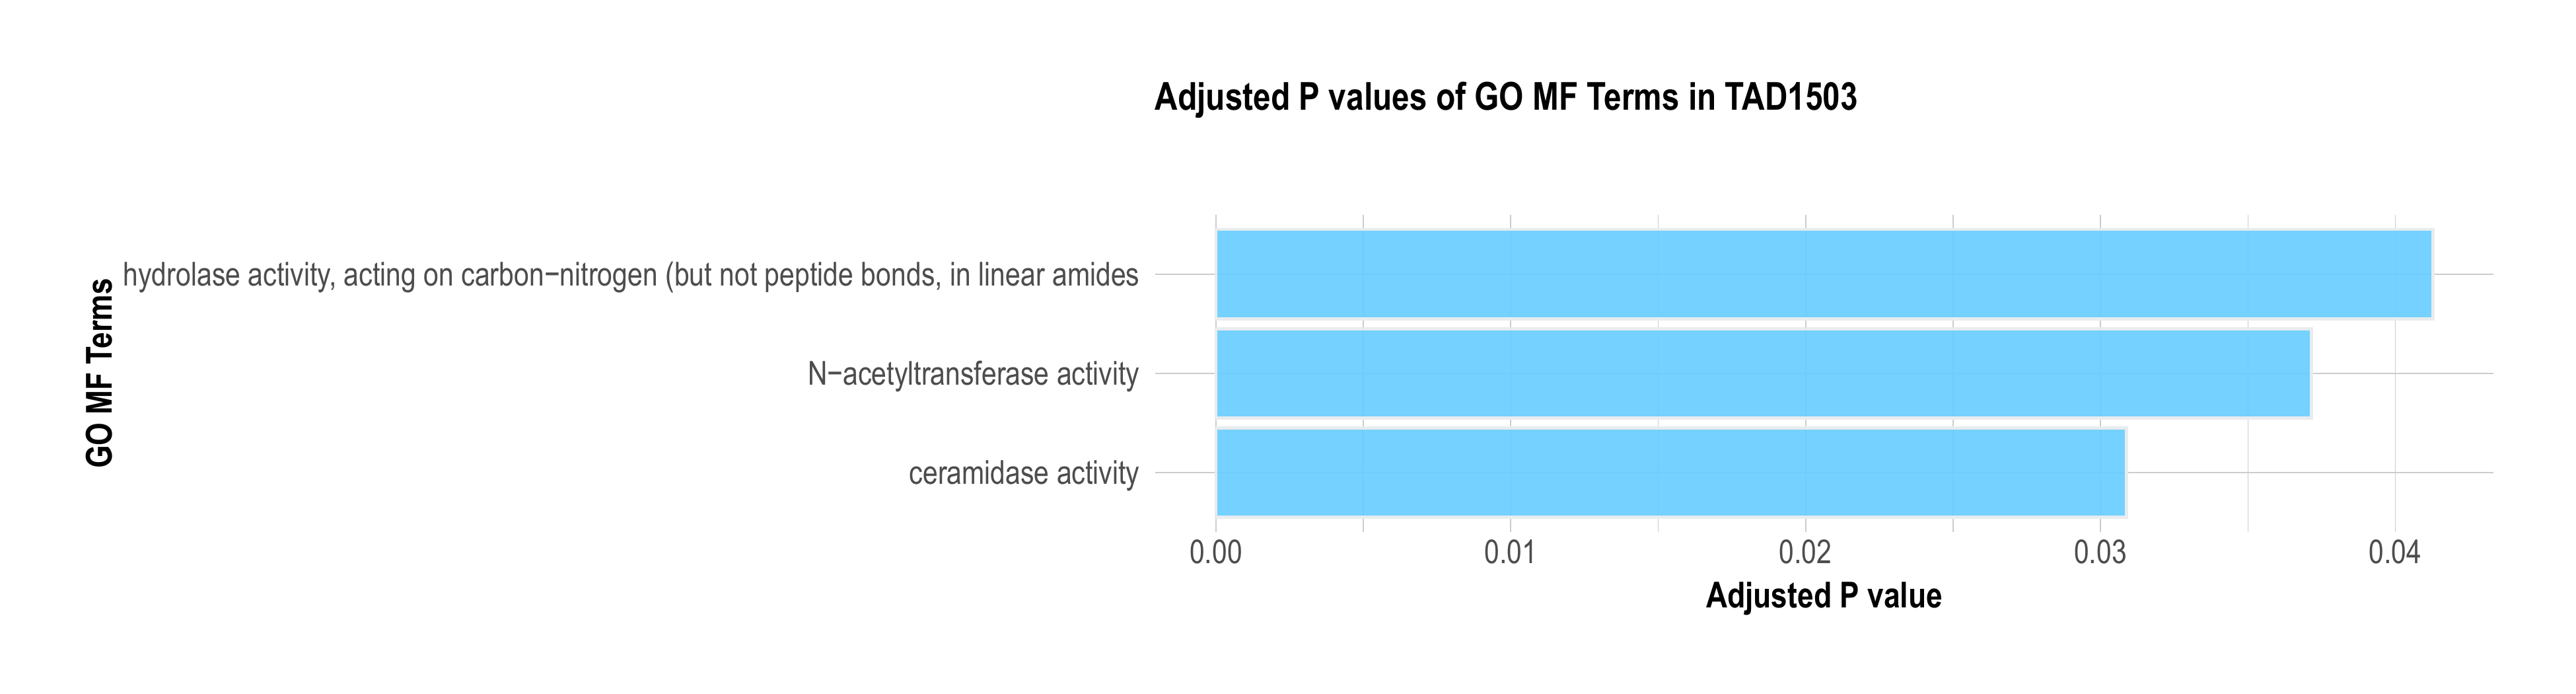 Adjusted P values of GO MF Terms in TAD1503
GO MF Terms
hydrolase activity, acting on carbon−nitrogen (but not peptide bonds, in linear amides
N−acetyltransferase activity
ceramidase activity
0.00 0.01 0.02 0.03 0.04
Adjusted P value